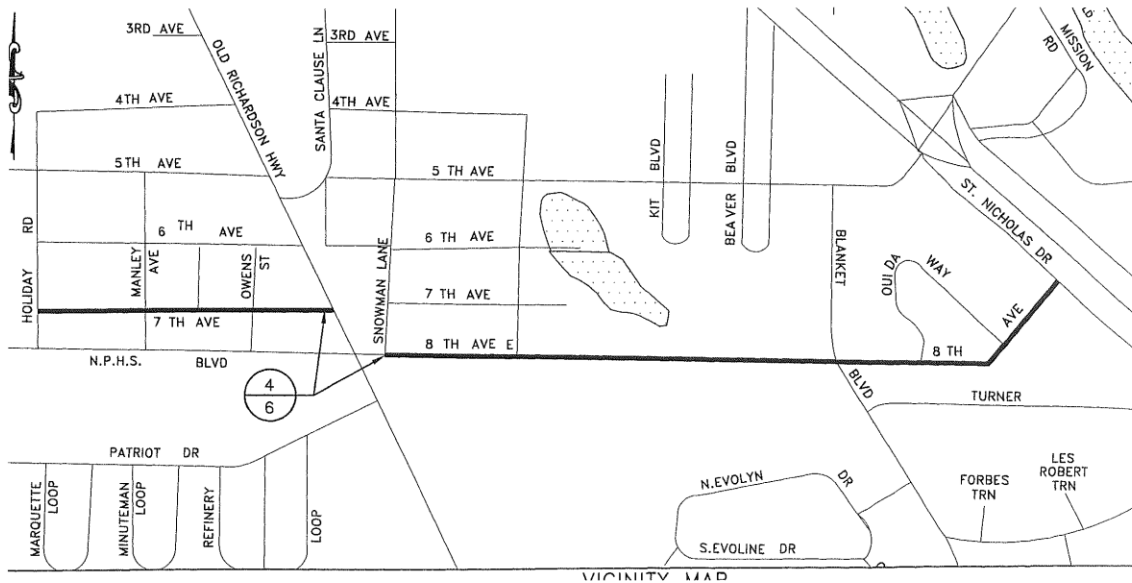 3RD AVE
OLD RICHARDSON HWY
SANTA CLAUSE LN
3RD AVE
MISSION
RD
4TH AVE
4TH AVE
5TH AVE
5 TH AVE
KIT BLVD
BEAVER BLVD
ST. NICHOLAS DR
HOLIDAY RD
MANLEY
AVE
6 TH AVE
OWENS
ST
SNOWMAN LANE
6 TH AVE
BLANKET
BLVD
OUI DA
WAY
7 TH AVE
7 TH AVE
8 TH AVE E
8 TH
AVE
N.P.H.S. BLVD
4
6
TURNER
PATRIOT DR
MARQUETTE
LOOP
MINUTEMAN
LOOP
REFINERY
LOOP
N.EVOLYN
DR
S.EVOLINE DR
FORBES
TRN
LES
ROBERT
TRN
VICINITY MAP